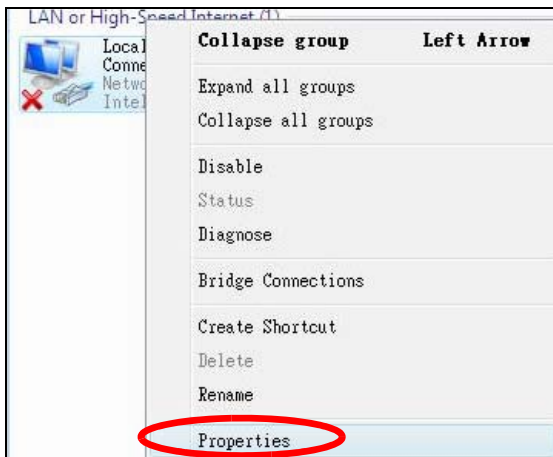 LAN or High-Speed Internet (1)
Local
Conne
Netwo
Intel
Collapse group Left Arrow
Expand all groups
Collapse all groups
Disable
Status
Diagnose
Bridge Connections
Create Shortcut
Delete
Rename
Properties